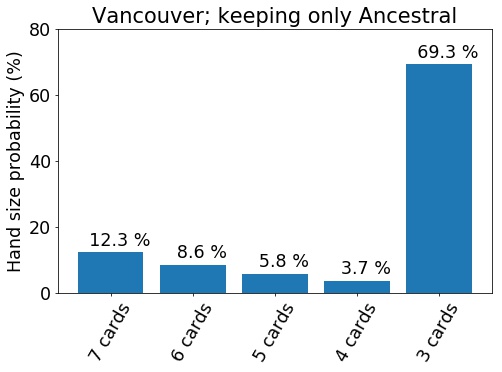 Vancouver; keeping only Ancestral
Hand size probability (%)
80
60
40
20
0
12.3 %
8.6 %
5.8 %
3.7 %
69.3 %
7 cards
6 cards
5 cards
4 cards
3 cards